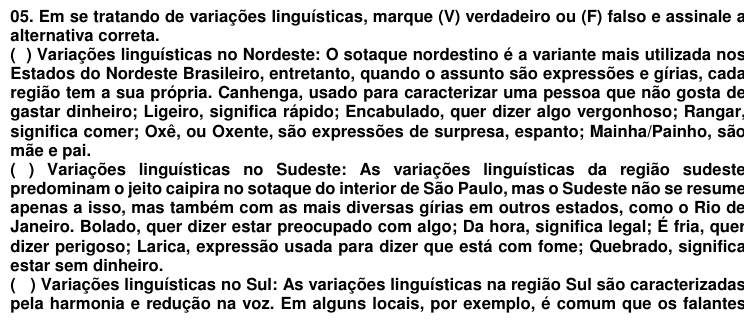 05. Em se tratando de variações linguísticas, marque (V) verdadeiro ou (F) falso e assinale a
alternativa correta.
( ) Variações linguísticas no Nordeste: O sotaque nordestino é a variante mais utilizada nos
Estados do Nordeste Brasileiro, entretanto, quando o assunto são expressões e gírias, cada
região tem a sua própria. Canhenga, usado para caracterizar uma pessoa que não gosta de
gastar dinheiro; Ligeiro, significa rápido; Encabulado, quer dizer algo vergonhoso; Rangar,
significa comer; Oxê, ou Oxente, são expressões de surpresa, espanto; Mainha/Painho, são
mãe e pai.
( ) Variações linguísticas no Sudeste: As variações linguísticas da região sudeste
predominam o jeito caipira no sotaque do interior de São Paulo, mas o Sudeste não se resume
apenas a isso, mas também com as mais diversas gírias em outros estados, como o Rio de
Janeiro. Bolado, quer dizer estar preocupado com algo; Da hora, significa legal; É fria, quer
dizer perigoso; Larica, expressão usada para dizer que está com fome; Quebrado, significa
estar sem dinheiro.
( ) Variações linguísticas no Sul: As variações linguísticas na região Sul são caracterizadas
pela harmonia e redução na voz. Em alguns locais, por exemplo, é comum que os falantes